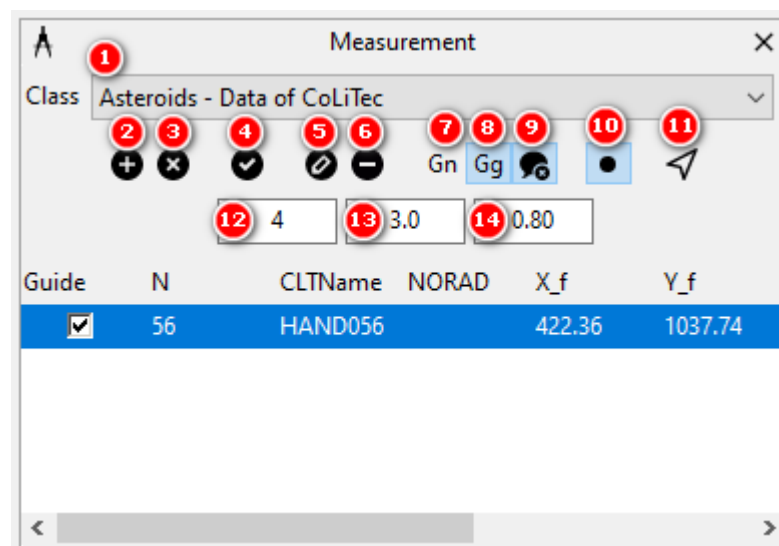 Measurement
1
Class Asteroids - Data of CoLiTec
2 3 4 5 6 7 8 9 10 11
Gn Gg
12 4 13 3.0 14 0.80
Guide N CLTName NORAD X_f Y_f
56 HAND056 422.36 1037.74